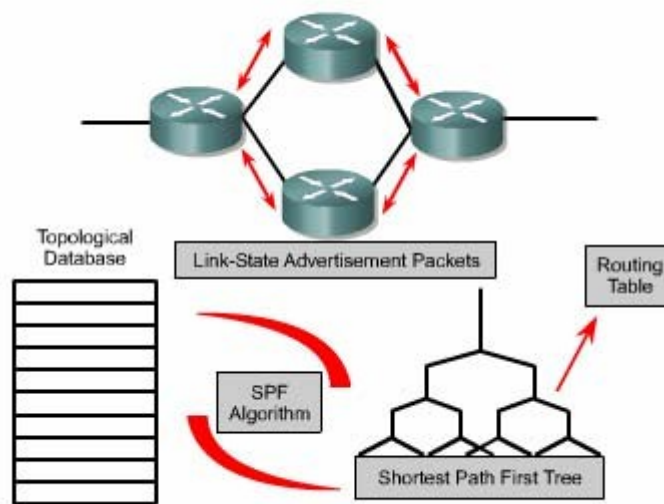 Link-State Advertisement Packets
Topological
Database
Routing
Table
SPF
Algorithm
Shortest Path First Tree